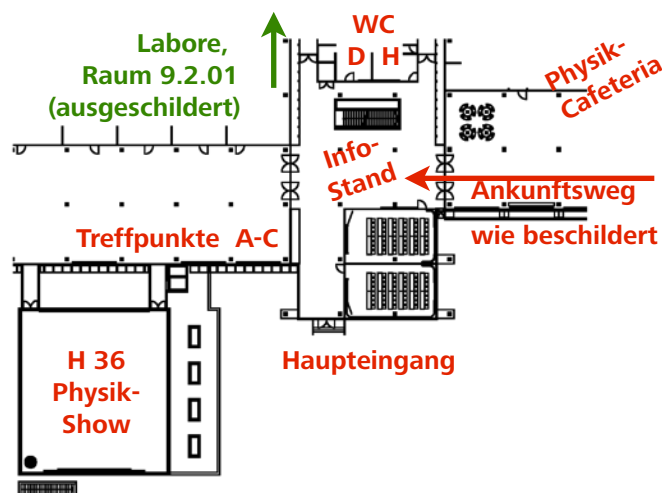 WC
D H
Labore,
Raum 9.2.01
(ausgeschildert)
Physik-
Cafeteria
Info-
Stand
Ankunftsweg
wie beschildert
Treffpunkte A-C
Haupteingang
H 36
Physik-
Show